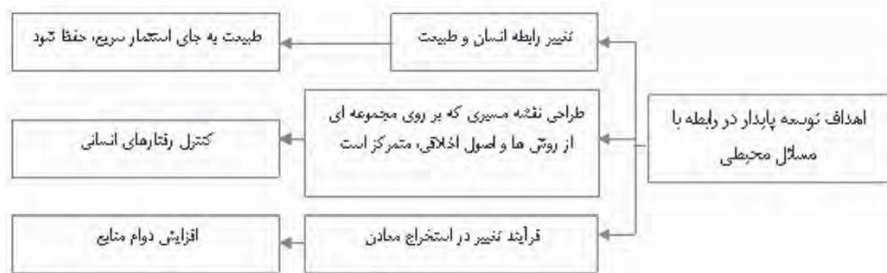 اهداف توسعه پایدار در رابطه با
مسائل محیطی
تغییر رابطه انسان و طبیعت
طبیعت به جای استثمار سریع، حفظ شود
طراحی نقشه مسیری که بر روی مجموعه ای
از روش ها و اصول اخلاقی، متمرکز است
کنترل رفتارهای انسانی
فرآیند تغییر در استخراج معادن
افزایش دوام منابع